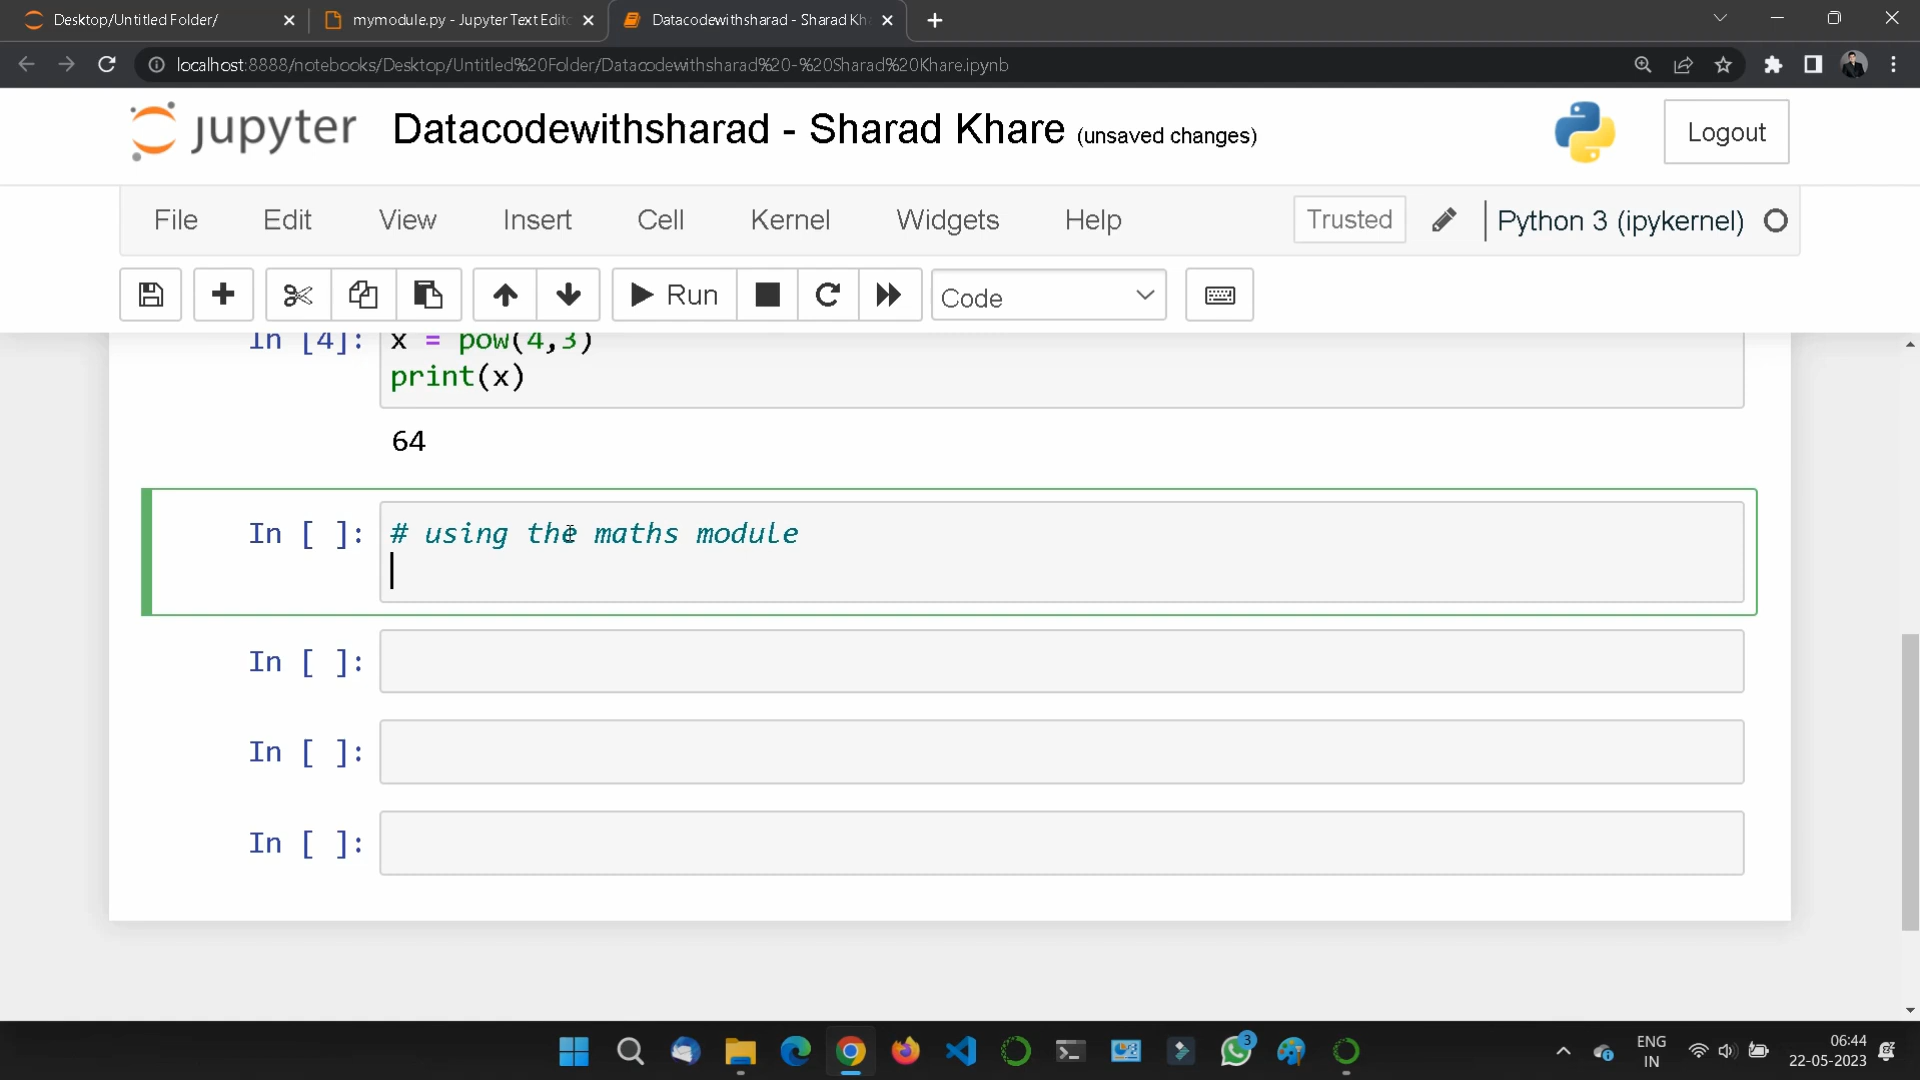 Desktop/Untitled Folder/
mymodule.py - Jupyter Text Edito
Datacodewithsharad - Sharad Kha
localhost:8888/notebooks/Desktop/Untitled%20Folder/Datacodewithsharad%20-%20Sharad%20Khare.ipynb
jupyter Datacodewithsharad - Sharad Khare (unsaved changes)
Logout
File Edit View Insert Cell Kernel Widgets Help Trusted Python 3 (ipykernel)
Run Code
In [4]: x = pow(4,3)
print(x)
64
In [ ]: # using the maths module
In [ ]:
In [ ]:
In [ ]:
3
ENG
IN
06:44
22-05-2023